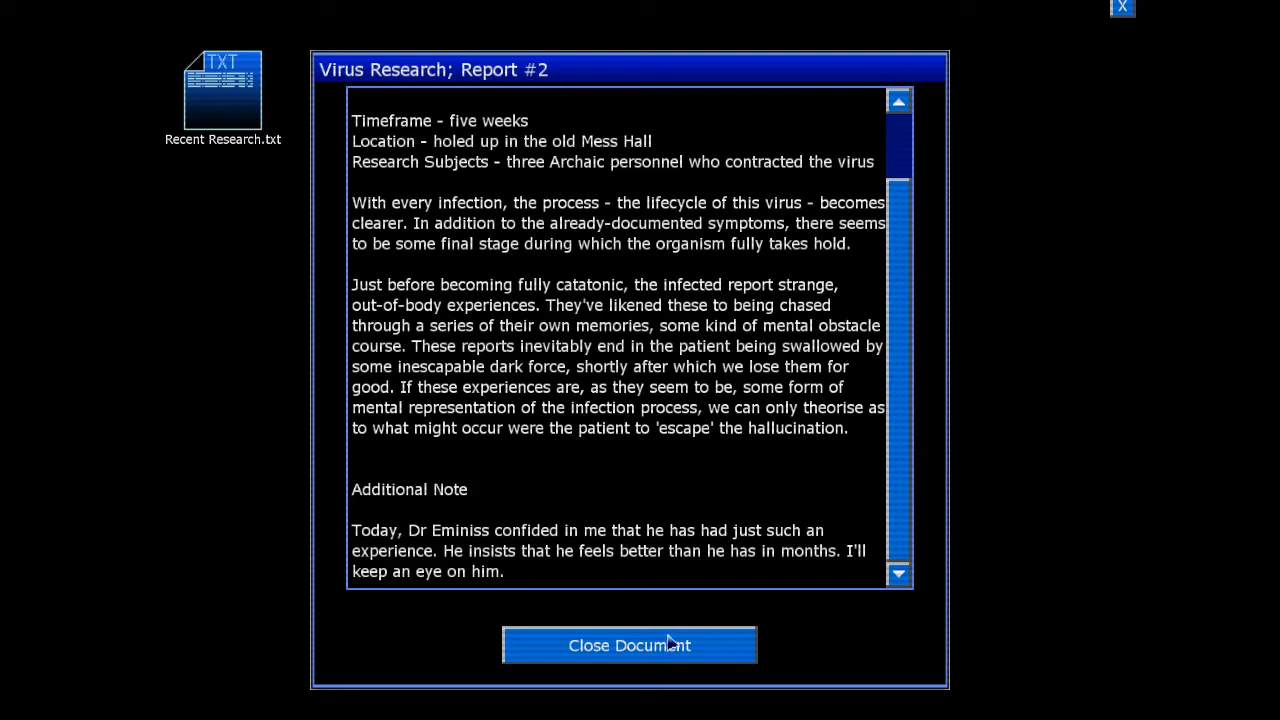 X
TXT
Recent Research.txt
Virus Research; Report #2
Timeframe - five weeks
Location - holed up in the old Mess Hall
Research Subjects - three Archaic personnel who contracted the virus
With every infection, the process - the lifecycle of this virus - becomes
clearer. In addition to the already-documented symptoms, there seems
to be some final stage during which the organism fully takes hold.
Just before becoming fully catatonic, the infected report strange,
out-of-body experiences. They've likened these to being chased
through a series of their own memories, some kind of mental obstacle
course. These reports inevitably end in the patient being swallowed by
some inescapable dark force, shortly after which we lose them for
good. If these experiences are, as they seem to be, some form of
mental representation of the infection process, we can only theorise as
to what might occur were the patient to 'escape' the hallucination.
Additional Note
Today, Dr Eminiss confided in me that he has had just such an
experience. He insists that he feels better than he has in months. I'll
keep an eye on him.
Close Document